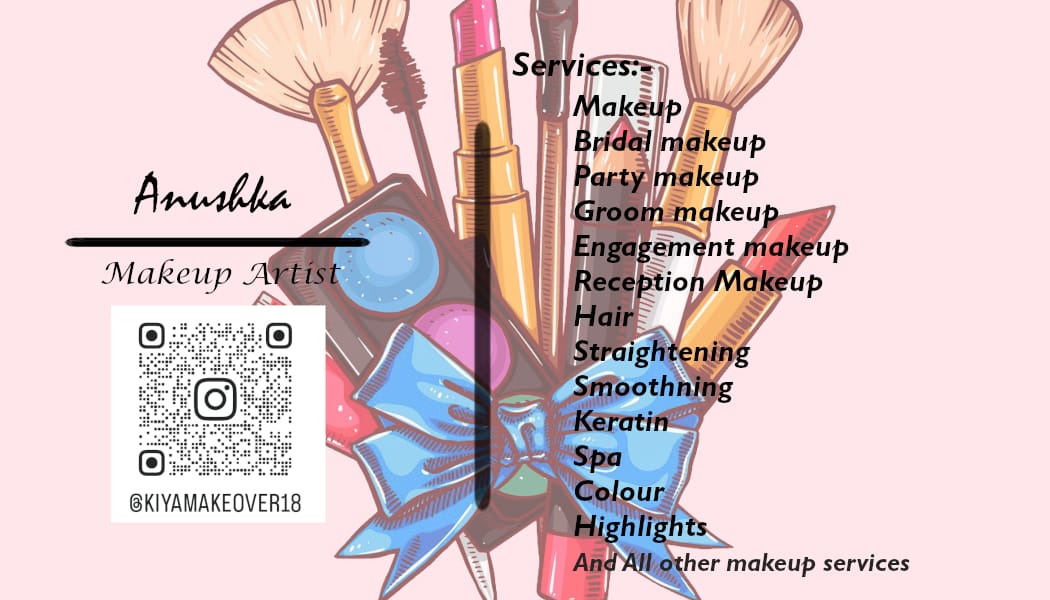 Anushka
Makeup Artist
@KIYAMAKEOVER18
Services:-
Makeup
Bridal makeup
Party makeup
Groom makeup
Engagement makeup
Reception Makeup
Hair
Straightening
Smoothning
Keratin
Spa
Colour
Highlights
And All other makeup services